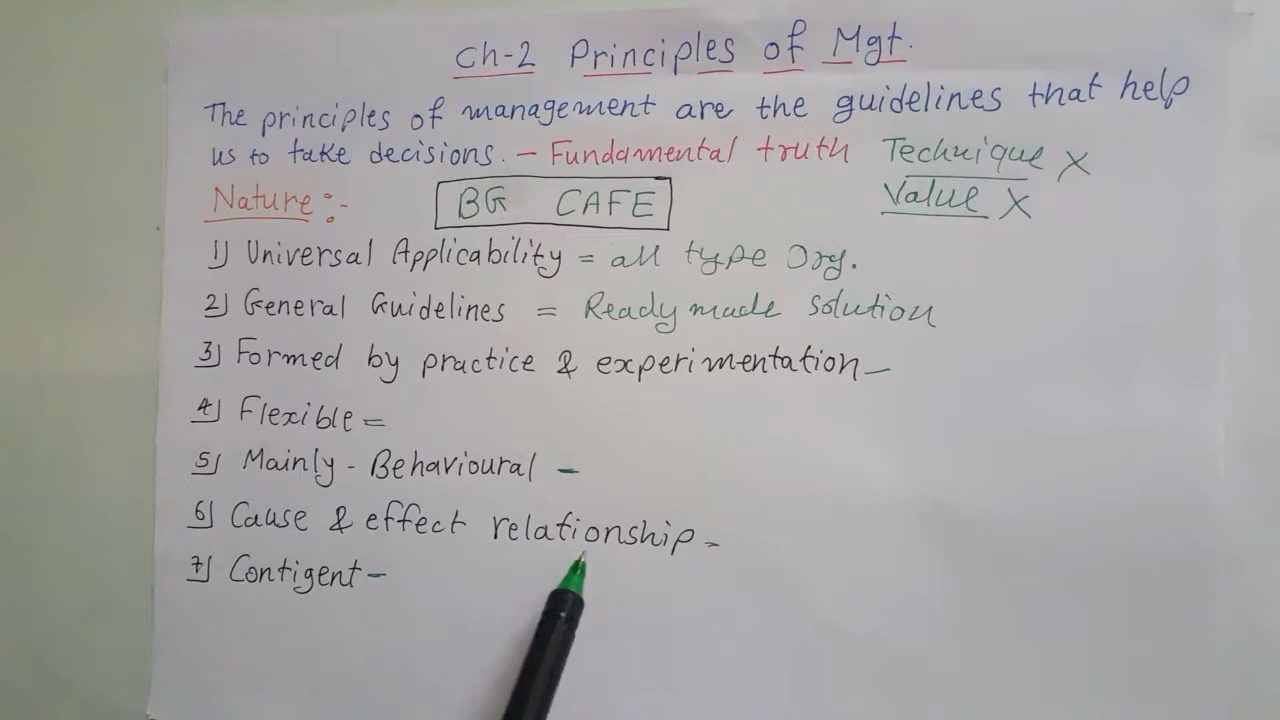 Ch-2 Principles of Mgt.
The principles of management are the guidelines that help
us to take decisions. - Fundamental truth Technique X
Nature :- BG CAFE Value X
1) Universal Applicability = all type Org.
2) General Guidelines = Readymade solution
3) Formed by practice & experimentation -
4) Flexible =
5) Mainly - Behavioural -
6) Cause & effect relationship -
7) Contigent -